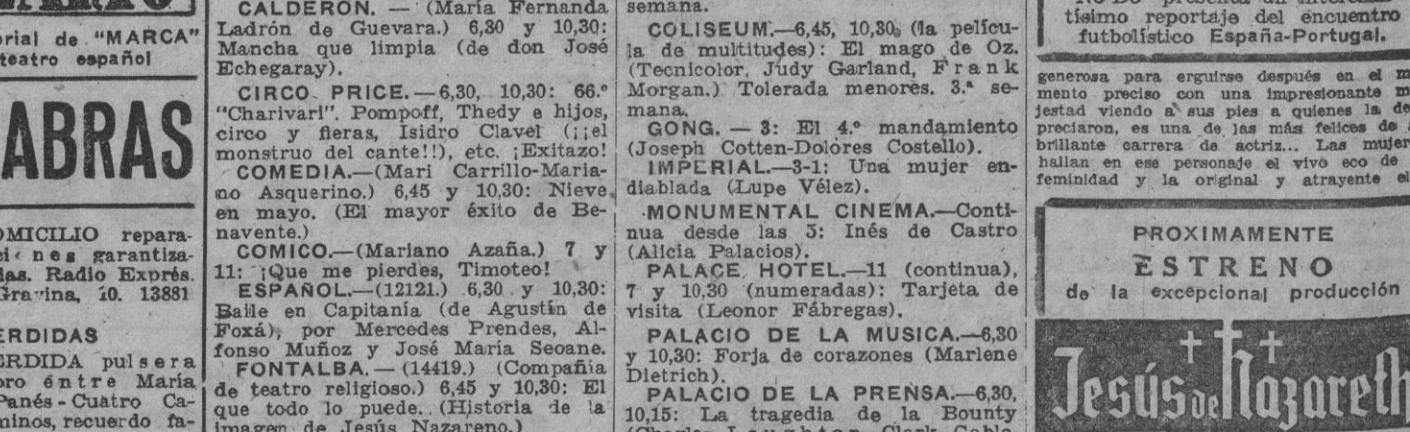 orial de "MARCA"
teatro español
ABRAS
OMICILIO repara-
garantiza-
das. Radio Exprés.
Gravina, 10. 13881
ERDIDAS
ERDIDA pulsera
oro éntre María
Panés - Cuatro Ca-
minos, recuerdo fa-
CALDERON. — (María Fernanda
Ladrón de Guevara.) 6,30 y 10,30:
Mancha que limpia (de don José
Echegaray).
CIRCO PRICE. — 6,30, 10,30: 66.º
"Charivari". Pompoff, Thedy e hijos,
circo y fieras, Isidro Clavel (¡¡el
monstruo del cante!!), etc. ¡Exitazo!
COMEDIA.—(Mari Carrillo-Maria-
no Asquerino.) 6,45 y 10,30: Nieve
en mayo. (El mayor éxito de Be-
navente.)
COMICO.—(Mariano Azaña.) 7 y
11: ¡Que me pierdes, Timoteo!
ESPAÑOL.—(12121.) 6,30 y 10,30:
Baile en Capitanía (de Agustín de
Foxá), por Mercedes Prendes, Al-
fonso Muñoz y José María Seoane.
FONTALBA. — (14419.) (Compañía
de teatro religioso.) 6,45 y 10,30: El
que todo lo puede. (Historia de la
imagen de Jesús Nazareno.)
semana.
COLISEUM.—6,45, 10,30, (la pelícu-
la de multitudes): El mago de Oz.
(Tecnicolor, Judy Garland, Frank
Morgan.) Tolerada menores. 3.ª se-
mana.
GONG. — 3: El 4.º mandamiento
(Joseph Cotten-Dolores Costello).
IMPERIAL.—3-1: Una mujer en-
diablada (Lupe Vélez).
MONUMENTAL CINEMA.—Conti-
nua desde las 5: Inés de Castro
(Alicia Palacios).
PALACE HOTEL.—11 (continua),
7 y 10,30 (numeradas): Tarjeta de
visita (Leonor Fábregas).
PALACIO DE LA MUSICA.—6,30
y 10,30: Forja de corazones (Marlene
Dietrich).
PALACIO DE LA PRENSA.—6,30,
10,15: La tragedia de la Bounty
(Charles Laughton, Clark Gable,
tísimo reportaje del encuentro
futbolístico España-Portugal.
generosa para erguirse después en el m
mento preciso con una impresionante m
jestad viendo a sus pies a quienes la de
preciaron, es una de las más felices de
brillante carrera de actriz... Las mujer
hallan en ese personaje el vivo eco de
feminidad y la original y atrayente el
PROXIMAMENTE
ESTRENO
de la excepcional producción
Jesús de Nazareth